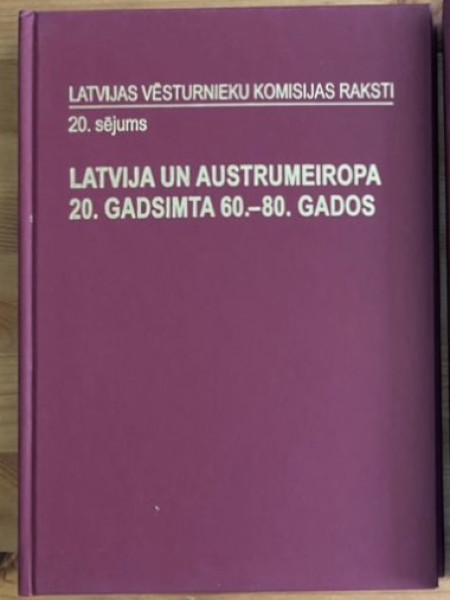 LATVIJAS VĒSTURNIEKU KOMISIJAS RAKSTI
20. sējums
LATVIJA UN AUSTRUMEIROPA
20. GADSIMTA 60.–80. GADOS